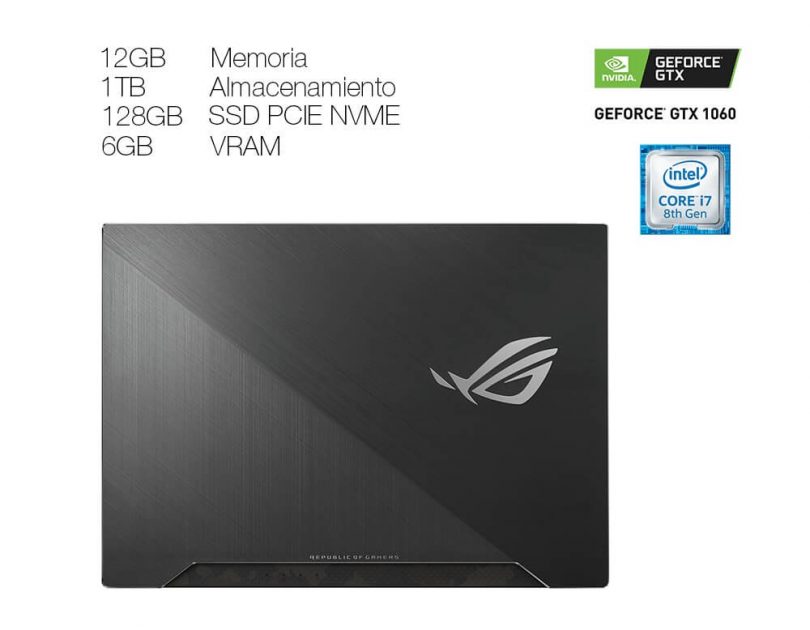 12GB Memoria
1TB Almacenamiento
128GB SSD PCIE NVME
6GB VRAM
NVIDIA. GEFORCE® GTX
GEFORCE® GTX 1060
intel®
CORE™ i7
8th Gen
REPUBLIC OF GAMERS